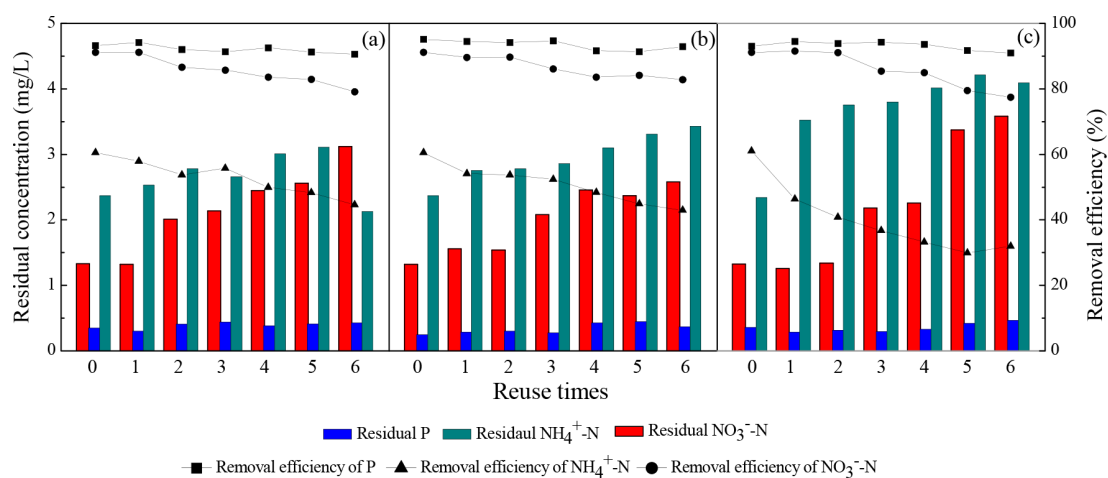 5 (a) (b) (c) 100
4 80
3 60
2 40
1 20
0 0
Residual concentration (mg/L)
Removal efficiency (%)
0 1 2 3 4 5 6 0 1 2 3 4 5 6 0 1 2 3 4 5 6
Reuse times
Residual P Residaul NH₄⁺-N Residual NO₃⁻-N
Removal efficiency of P Removal efficiency of NH₄⁺-N Removal efficiency of NO₃⁻-N